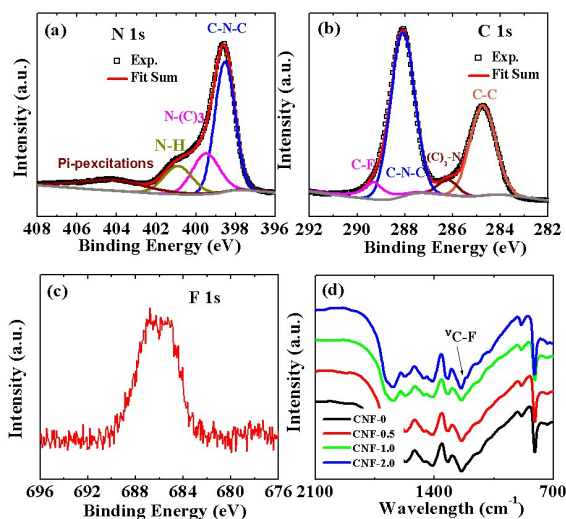 (a)
N 1s
C-N-C
Exp.
Fit Sum
N-(C)3
N-H
Pi-pexcitations
Intensity (a.u.)
408 404 400 396
Binding Energy (eV)
(b)
C 1s
Exp.
Fit Sum
C-C
C-F
C-N-C
(C)3-N
Intensity (a.u.)
292 290 288 286 284 282
Binding Energy (eV)
(c)
F 1s
Intensity (a.u.)
696 692 688 684 680 676
Binding Energy (eV)
(d)
νC-F
CNF-0
CNF-0.5
CNF-1.0
CNF-2.0
Intensity (a.u.)
2100 1400 700
Wavelength (cm-1)